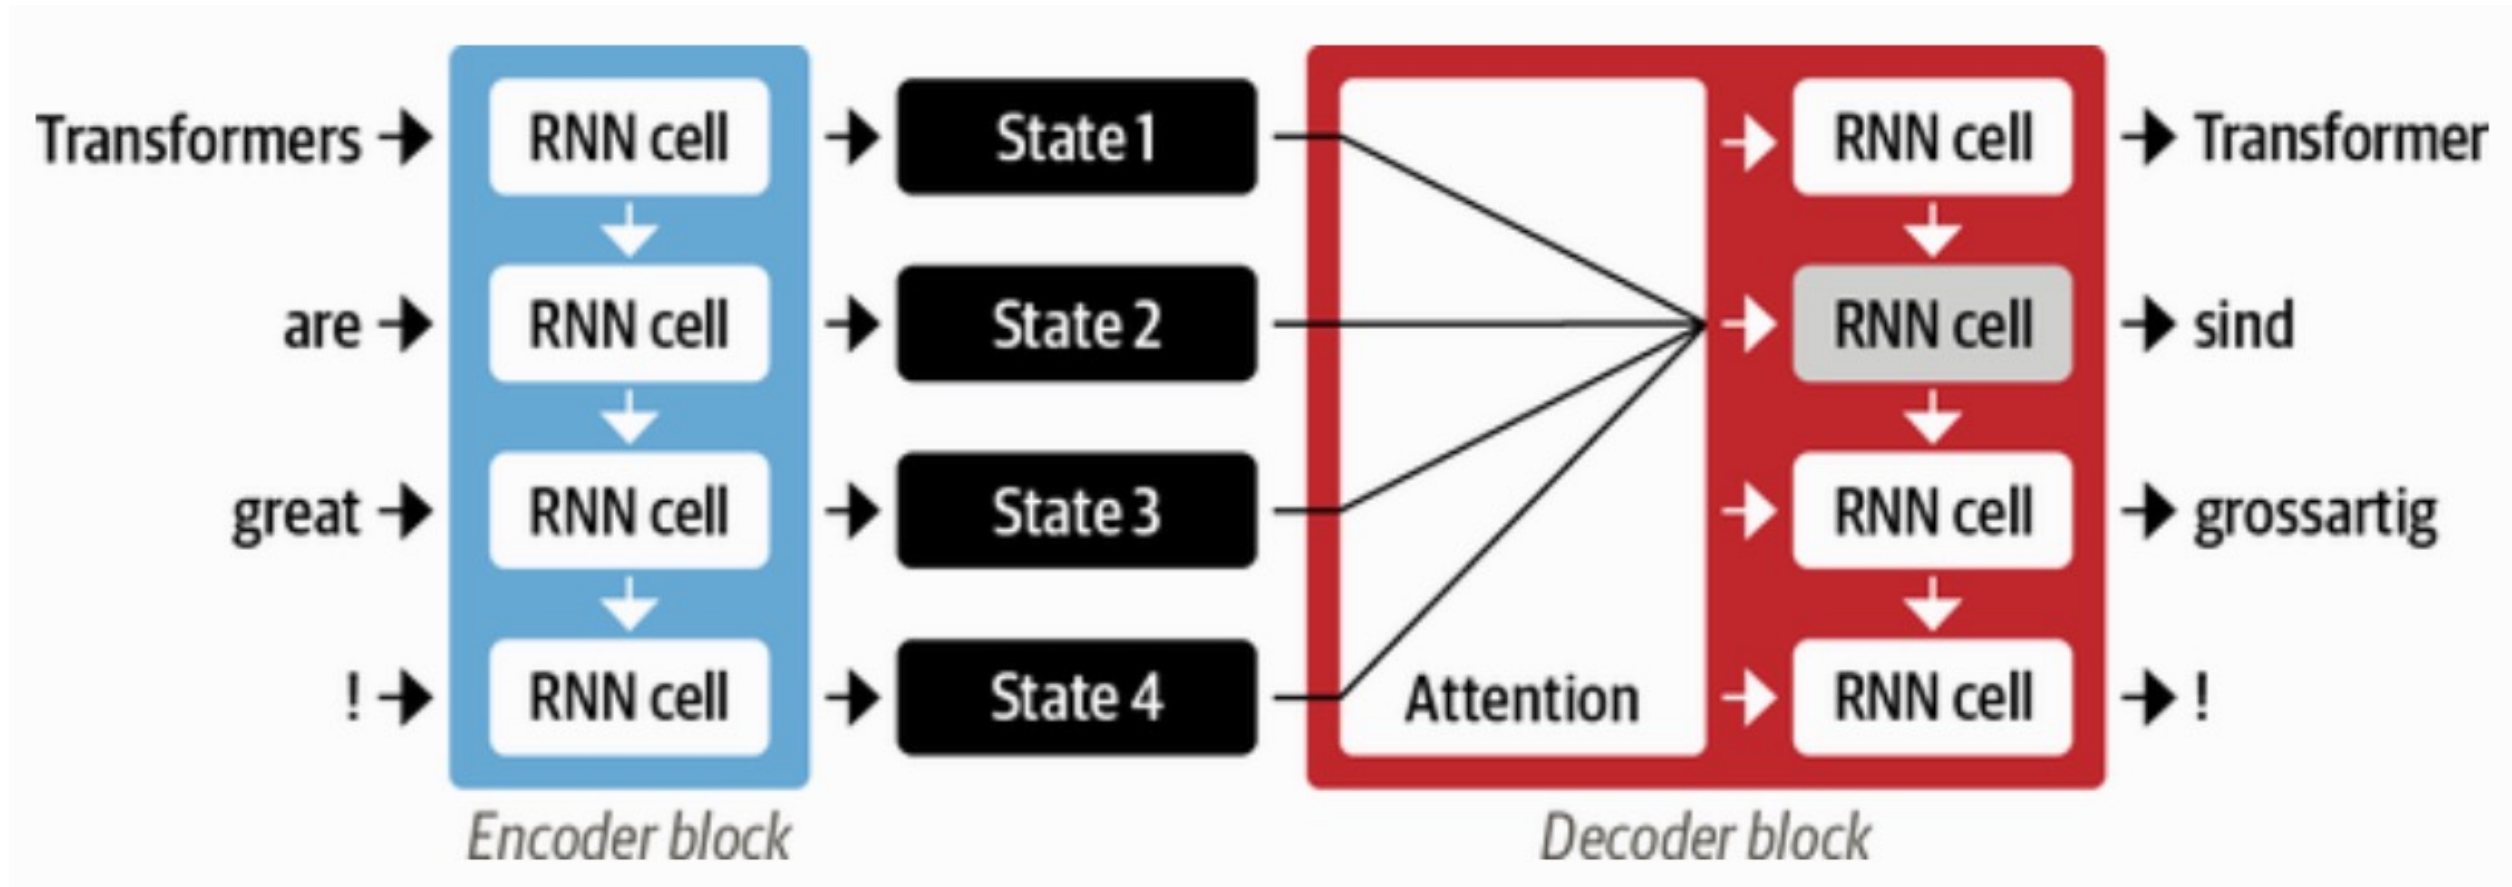 Transformers RNN cell State 1 RNN cell Transformer
are RNN cell State 2 RNN cell sind
great RNN cell State 3 RNN cell grossartig
! RNN cell State 4 Attention RNN cell !
Encoder block Decoder block